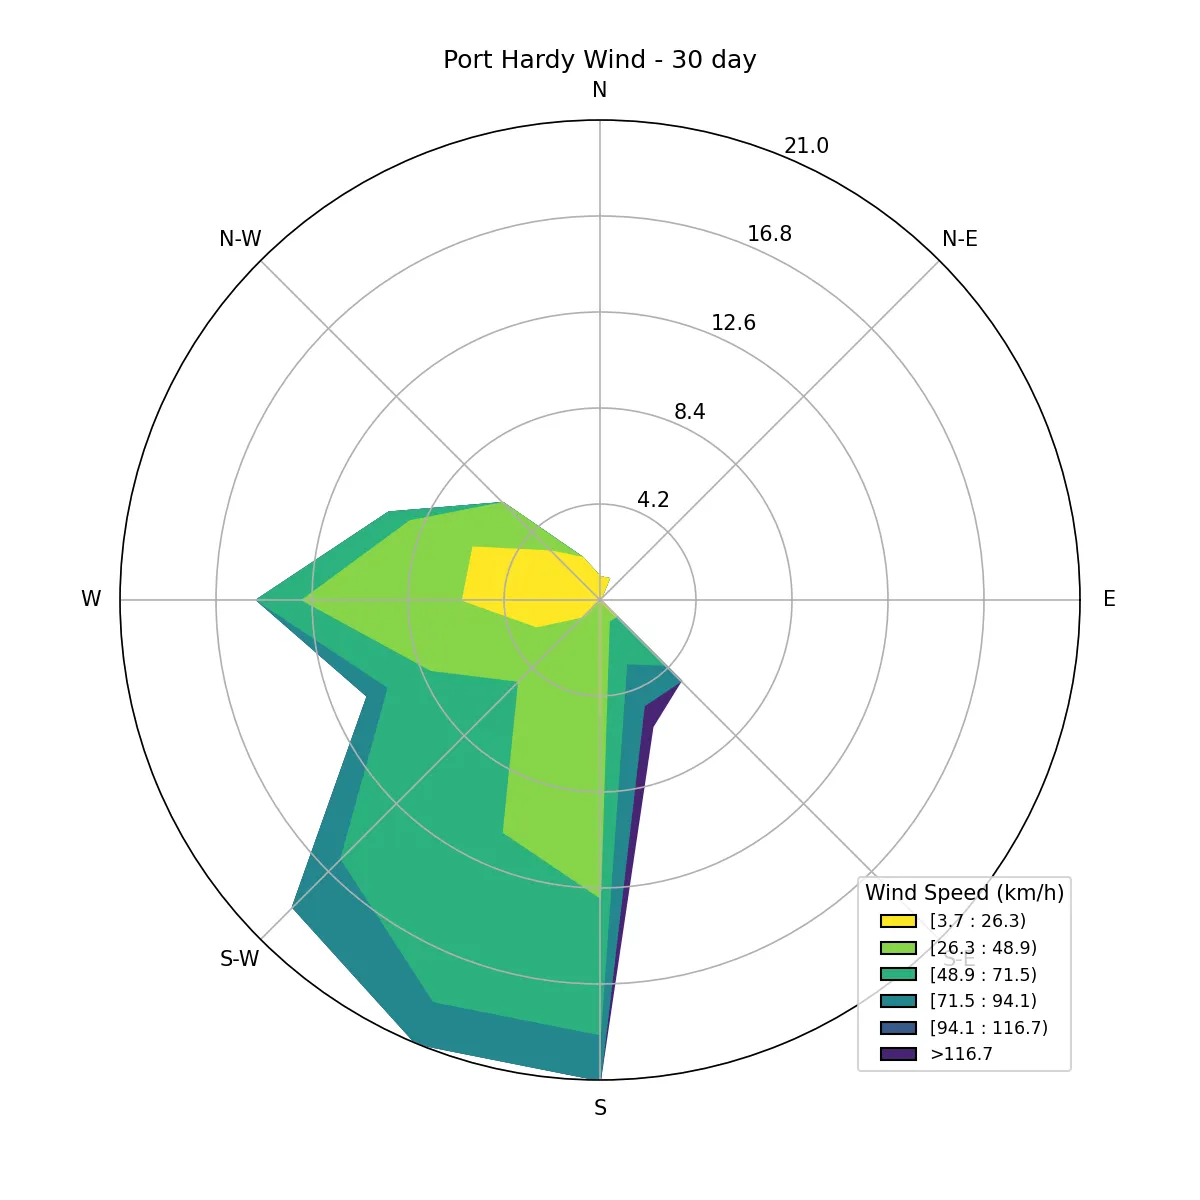 Port Hardy Wind - 30 day
N
21.0
16.8
N-W
N-E
12.6
8.4
4.2
W
E
Wind Speed (km/h)
[3.7 : 26.3)
[26.3 : 48.9)
S-W
S-E
[48.9 : 71.5)
[71.5 : 94.1)
[94.1 : 116.7)
>116.7
S